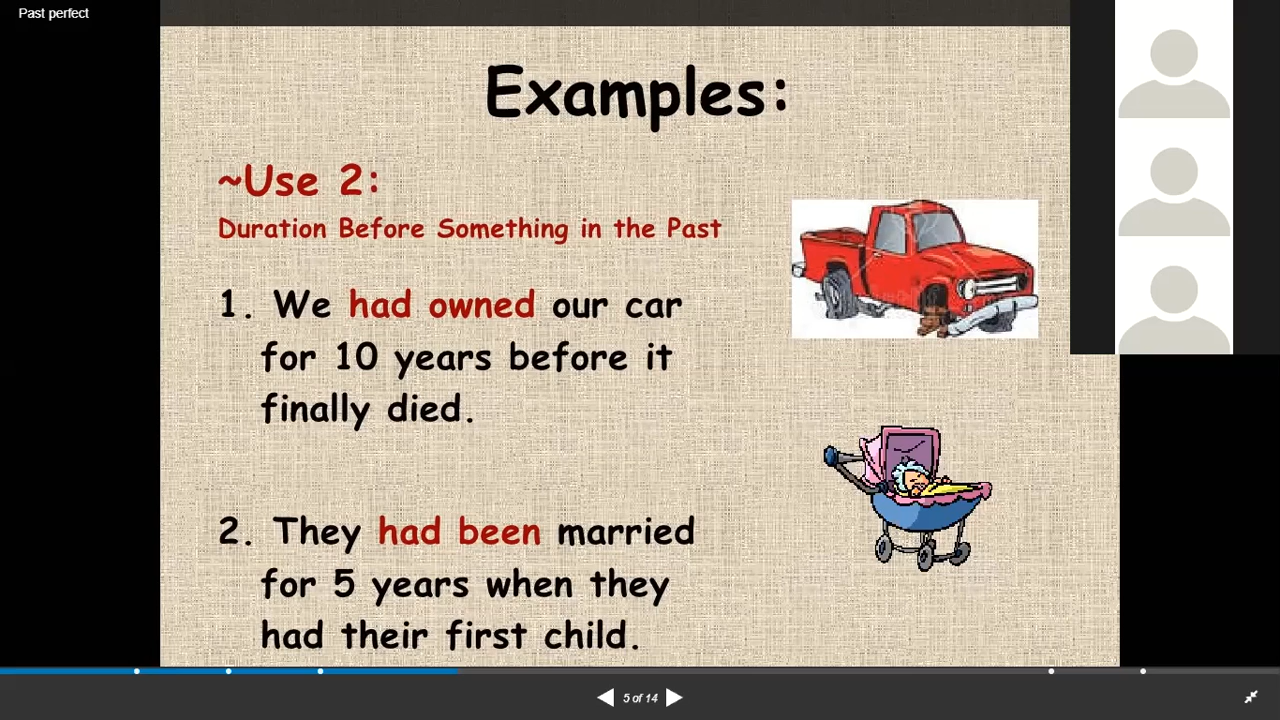 Past perfect
Examples:
~Use 2:
Duration Before Something in the Past
1. We had owned our car
for 10 years before it
finally died.
2. They had been married
for 5 years when they
had their first child.
5 of 14